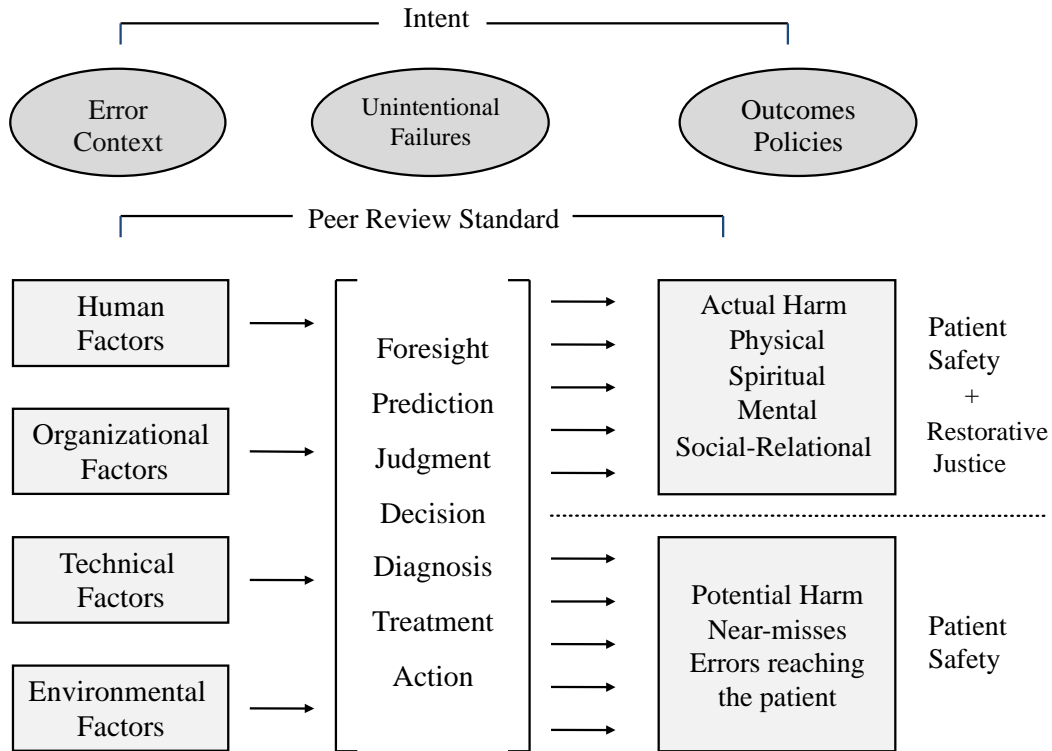 Intent
Error
Context
Unintentional
Failures
Outcomes
Policies
Peer Review Standard
Human
Factors
Organizational
Factors
Technical
Factors
Environmental
Factors
Foresight
Prediction
Judgment
Decision
Diagnosis
Treatment
Action
Actual Harm
Physical
Spiritual
Mental
Social-Relational
Patient
Safety
+
Restorative
Justice
Potential Harm
Near-misses
Errors reaching
the patient
Patient
Safety